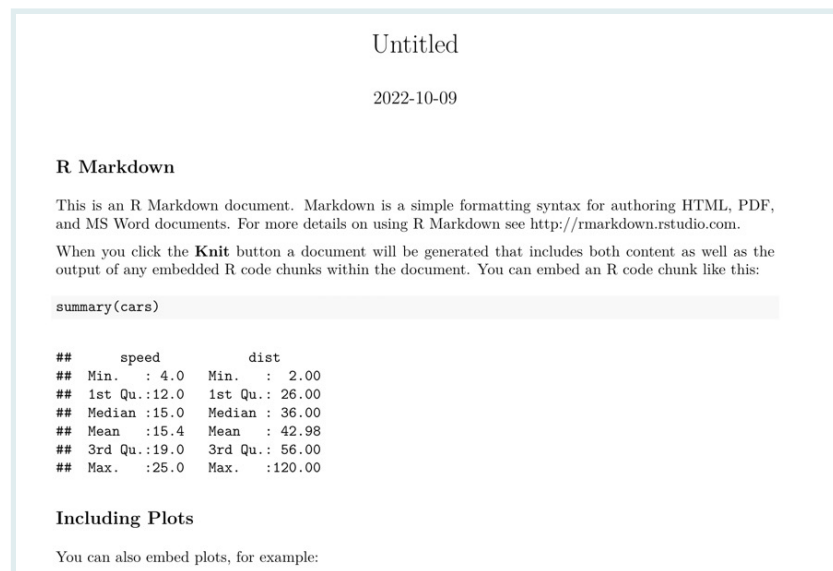 Untitled
2022-10-09
R Markdown
This is an R Markdown document. Markdown is a simple formatting syntax for authoring HTML, PDF,
and MS Word documents. For more details on using R Markdown see http://rmarkdown.rstudio.com.
When you click the Knit button a document will be generated that includes both content as well as the
output of any embedded R code chunks within the document. You can embed an R code chunk like this:
summary(cars)
##      speed           dist
##  Min.   : 4.0   Min.   :  2.00
##  1st Qu.:12.0   1st Qu.: 26.00
##  Median :15.0   Median : 36.00
##  Mean   :15.4   Mean   : 42.98
##  3rd Qu.:19.0   3rd Qu.: 56.00
##  Max.   :25.0   Max.   :120.00
Including Plots
You can also embed plots, for example: